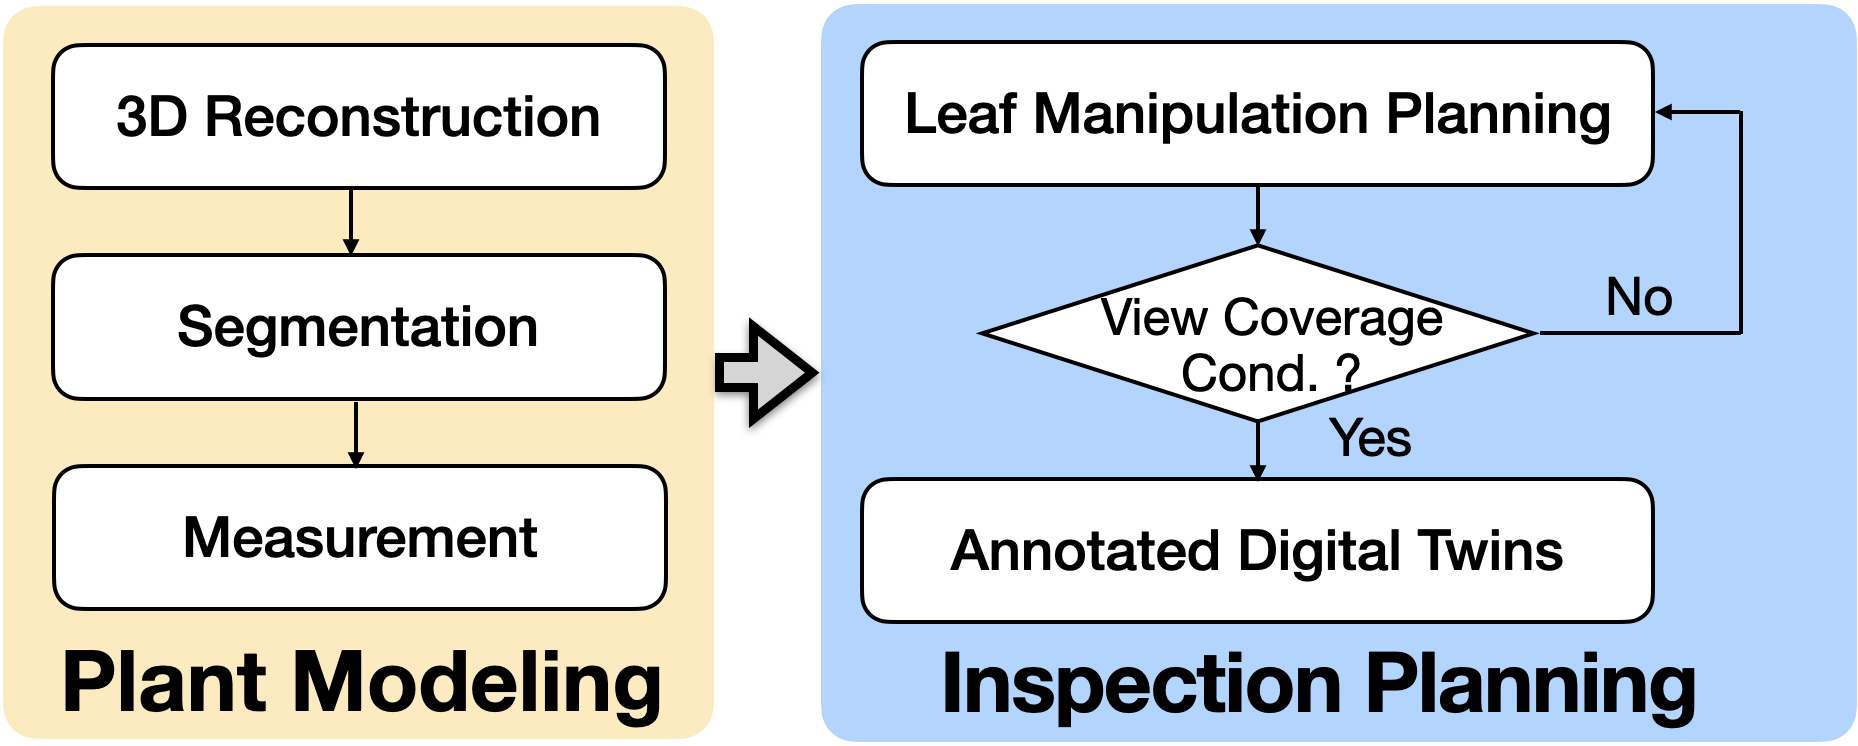 3D Reconstruction
Segmentation
Measurement
Plant Modeling
Leaf Manipulation Planning
View Coverage
Cond. ?
No
Yes
Annotated Digital Twins
Inspection Planning